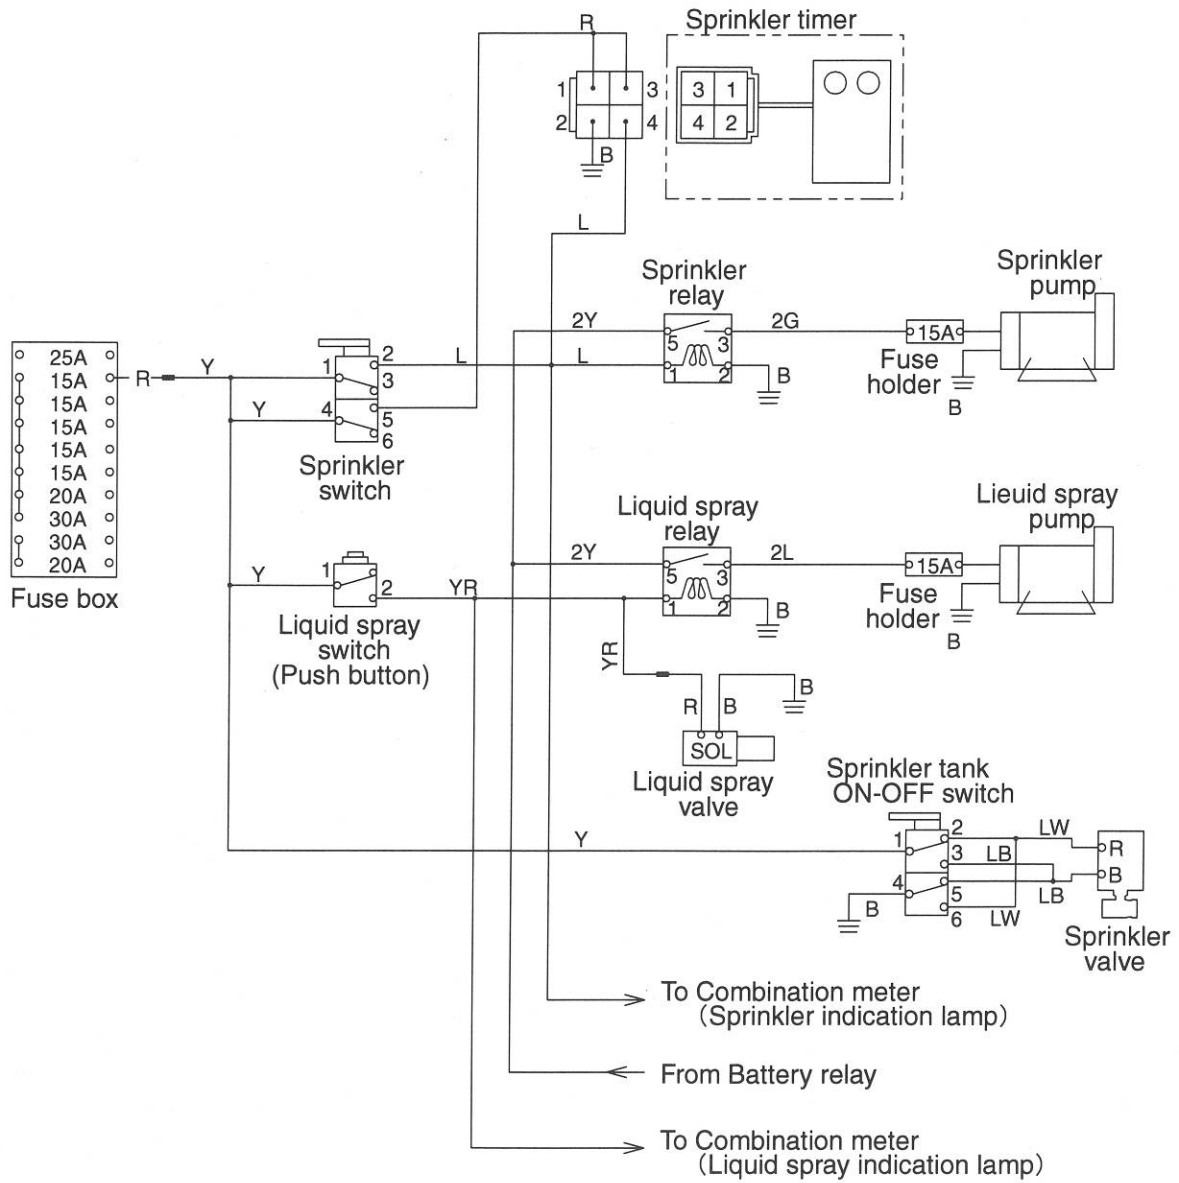 Sprinkler timer
R
1
3
2
4
B
3 1
4 2
L
Sprinkler
relay
2Y
5
3
2G
L
L
1
2
B
Sprinkler
pump
15A
Fuse
holder
B
25A
15A
15A
15A
15A
15A
20A
30A
30A
20A
Fuse box
R
Y
1
2
3
Y
4
5
6
Sprinkler
switch
Liquid spray
relay
2Y
5
3
2L
1
2
B
Lieuid spray
pump
15A
Fuse
holder
B
Y
1
2
YR
Liquid spray
switch
(Push button)
YR
R
B
B
SOL
Liquid spray
valve
Sprinkler tank
ON-OFF switch
Y
1
2
3
4
5
6
B
LW
LB
LB
LW
R
B
Sprinkler
valve
To Combination meter
(Sprinkler indication lamp)
From Battery relay
To Combination meter
(Liquid spray indication lamp)